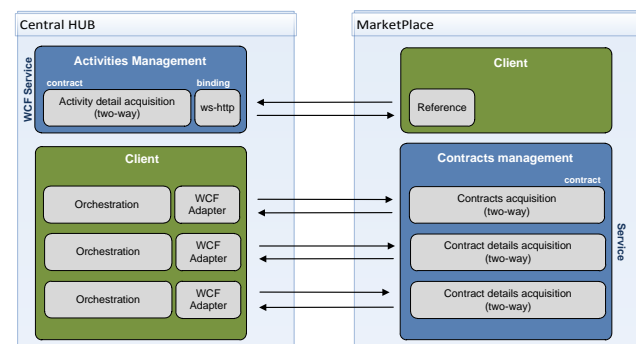 Central HUB
MarketPlace
WCF Service
Activities Management
contract
binding
Activity detail acquisition
(two-way)
ws-http
Client
Reference
Client
Orchestration
WCF
Adapter
Orchestration
WCF
Adapter
Orchestration
WCF
Adapter
Contracts management
contract
Contracts acquisition
(two-way)
Contract details acquisition
(two-way)
Contract details acquisition
(two-way)
Service